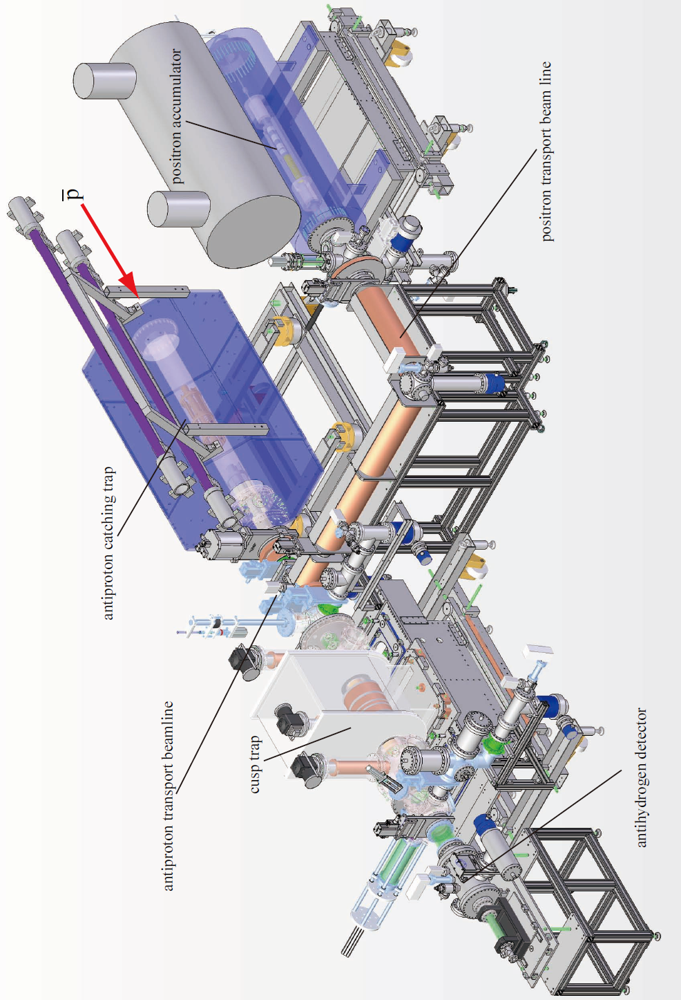 positron accumulator
p̅
positron transport beam line
antiproton catching trap
antiproton transport beamline
cusp trap
antihydrogen detector